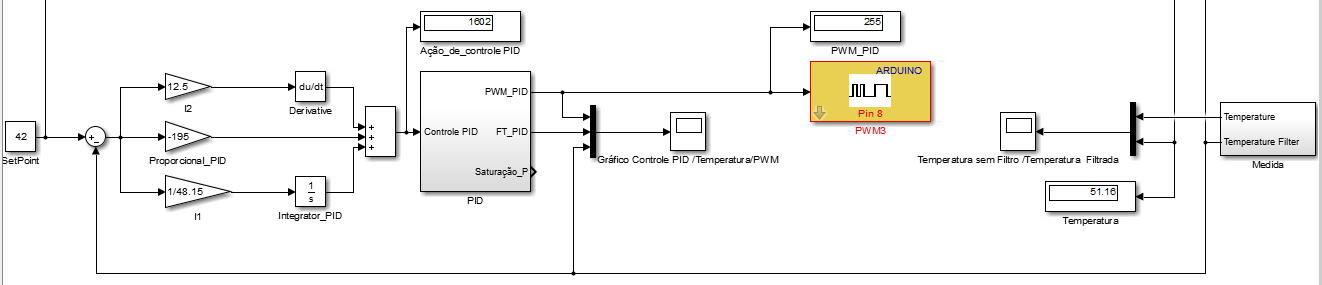 1602
Ação_de_controle PID
255
PWM_PID
ARDUINO
Pin 8
PWM3
12.5
I2
du/dt
Derivative
42
SetPoint
+
-
-195
Proporcional_PID
1/48.15
I1
1
s
Integrator_PID
+
+
+
Controle PID
PWM_PID
FT_PID
Saturação_P
PID
Gráfico Controle PID /Temperatura/PWM
Temperatura sem Filtro /Temperatura Filtrada
Temperature
Temperature Filter
Medida
51.16
Temperatura